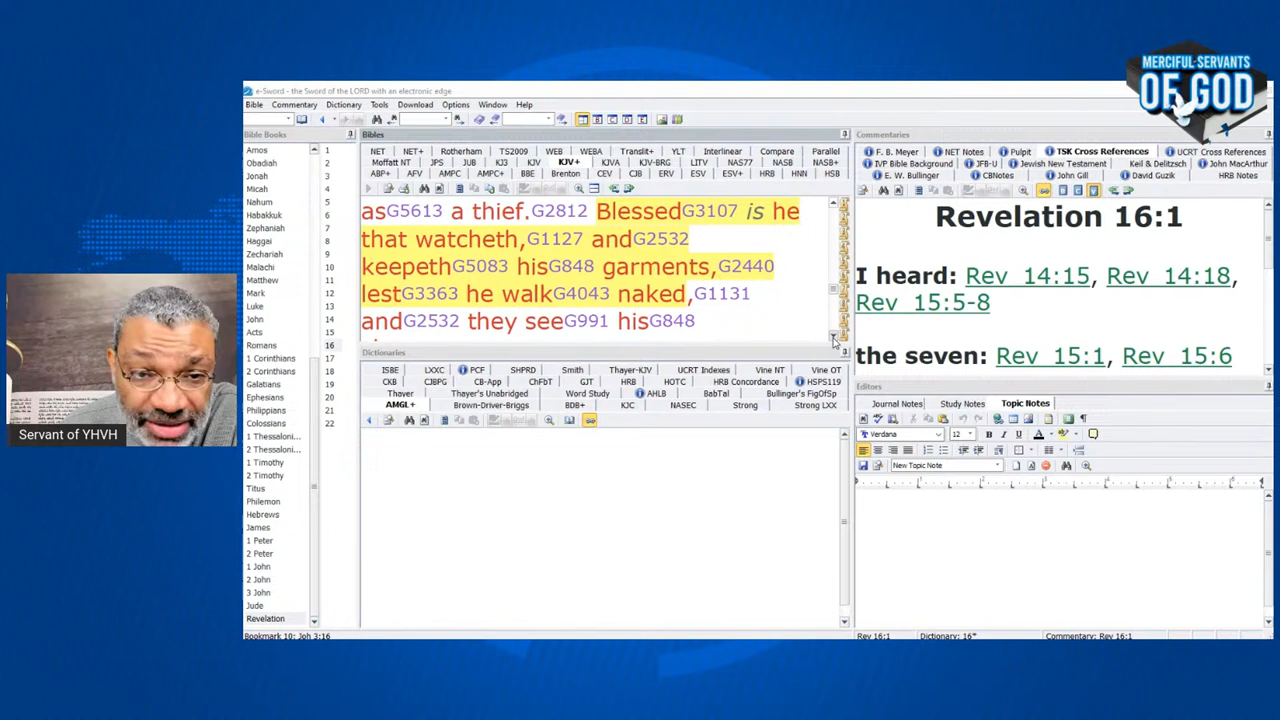 MERCIFUL-SERVANTS
OF GOD
e-Sword - the Sword of the LORD with an electronic edge
Bible Commentary Dictionary Tools Download Options Window Help
Bible Books
Amos
Obadiah
Jonah
Micah
Nahum
Habakkuk
Zephaniah
Haggai
Zechariah
Malachi
Matthew
Mark
Luke
John
Acts
Romans
1 Corinthians
2 Corinthians
Galatians
Ephesians
Philippians
Colossians
1 Thessaloni...
2 Thessaloni...
1 Timothy
2 Timothy
Titus
Philemon
Hebrews
James
1 Peter
2 Peter
1 John
2 John
3 John
Jude
Revelation
1
2
3
4
5
6
7
8
9
10
11
12
13
14
15
16
17
18
19
20
21
22
Bibles
NET NET+ Rotherham TS2009 WEB WEBA Translit+ YLT Interlinear Compare Parallel
Moffatt NT JPS JUB KJ3 KJV KJV+ KJVA KJV-BRG LITV NAS77 NASB NASB+
ABP+ AMPC AMPC+ BBE Brenton CEV CJB ERV ESV ESV+ HRB HNN HSB
asG5613 a thief.G2812 BlessedG3107 is he
that watcheth,G1127 andG2532
keepethG5083 hisG848 garments,G2440
lestG3363 he walkG4043 naked,G1131
andG2532 they seeG991 hisG848
Dictionaries
ISBE LXXC PCF SHPRD Smith Thayer-KJV UCRT Indexes Vine NT Vine OT
CKB CJBPG CB-App ChFbT GJT HRB HOTC HRB Concordance HSPS119
Thayer Thayer's Unabridged Word Study AHLB BabTal Bullinger's FigOfSp
AMGL+ Brown-Driver-Briggs BDB+ KJC NASEC Strong Strong LXX
Commentaries
F. B. Meyer NET Notes Pulpit TSK Cross References UCRT Cross References
IVP Bible Background JFB-U Jewish New Testament Keil & Delitzsch John MacArthur
E. W. Bullinger CBNotes John Gill David Guzik HRB Notes
Revelation 16:1
I heard: Rev 14:15, Rev 14:18,
Rev 15:5-8
the seven: Rev 15:1, Rev 15:6
Editors
Journal Notes Study Notes Topic Notes
Verdana 12 B I U A
New Topic Note
1 2 3 4 5 6
Servant of YHVH
Bookmark 10: Joh 3:16 Rev 16:1 Dictionary: 16* Commentary: Rev 16:1